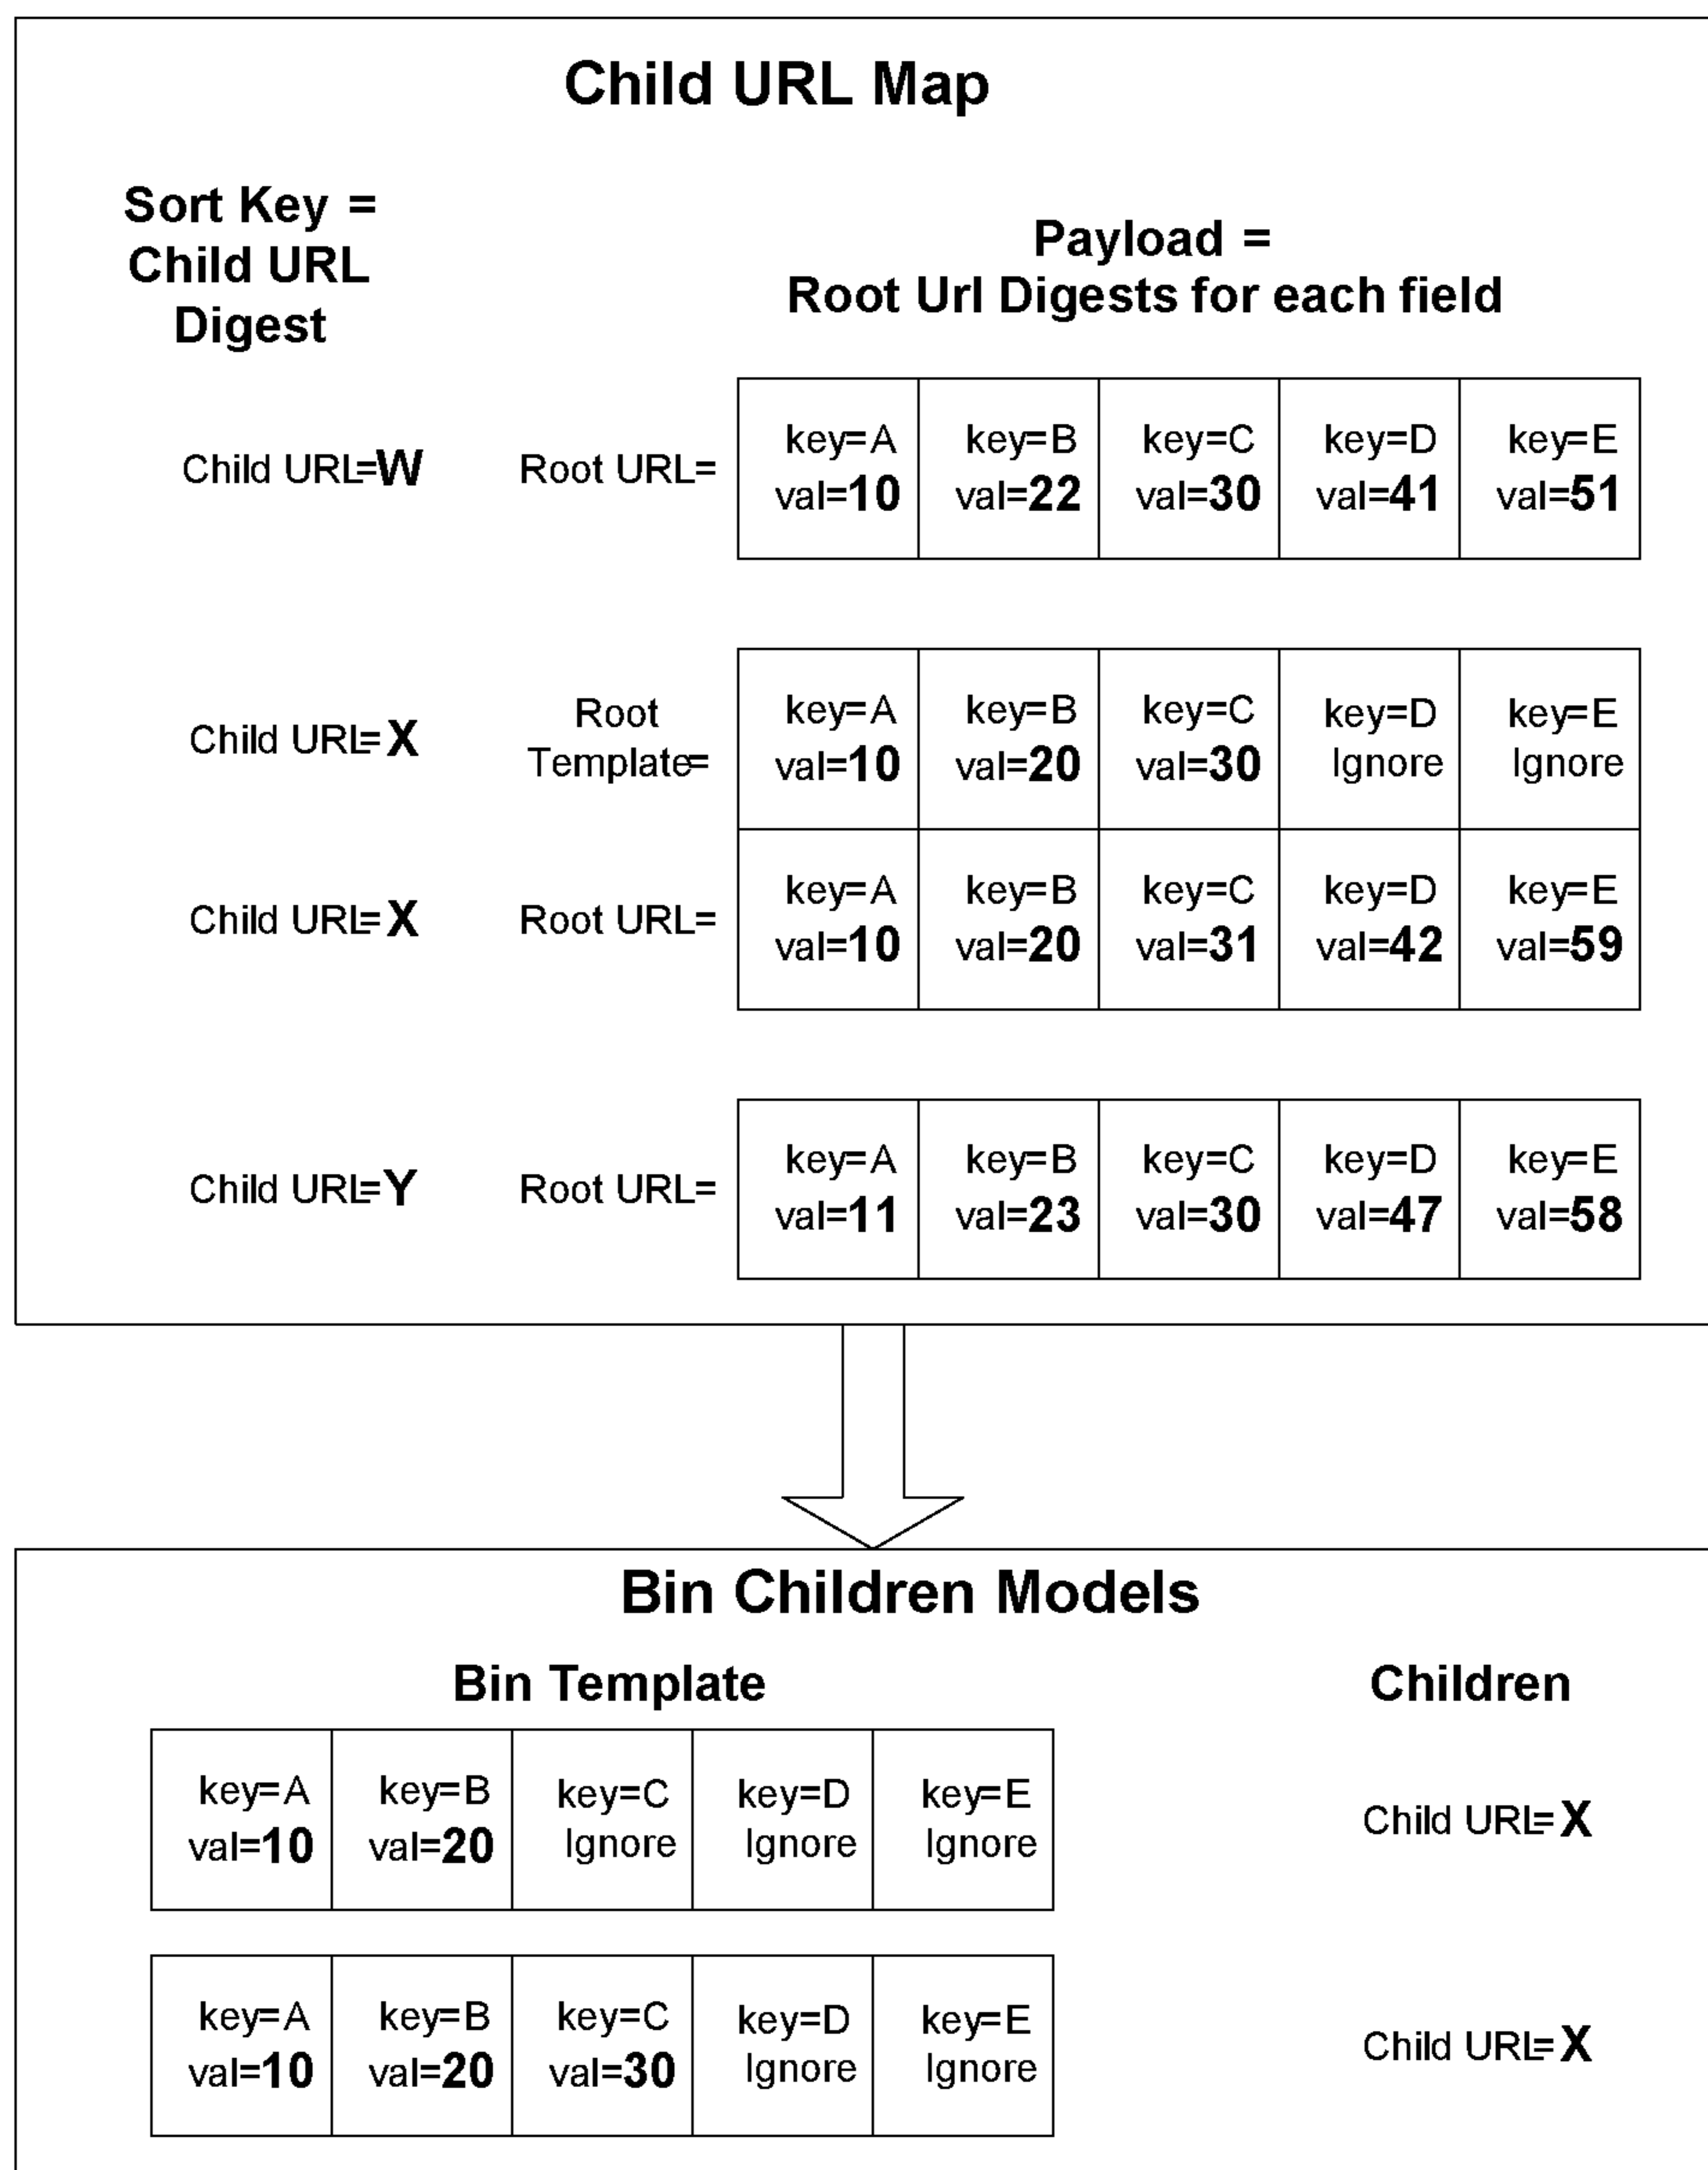 Child URL Map
Sort Key =
Child URL
Digest
Payload =
Root Url Digests for each field
Child URL=W Root URL=
key=A key=B key=C key=D key=E
val=10 val=22 val=30 val=41 val=51
Child URL=X Root
Template=
key=A key=B key=C key=D key=E
val=10 val=20 val=30 Ignore Ignore
Child URL=X Root URL=
key=A key=B key=C key=D key=E
val=10 val=20 val=31 val=42 val=59
Child URL=Y Root URL=
key=A key=B key=C key=D key=E
val=11 val=23 val=30 val=47 val=58
Bin Children Models
Bin Template Children
key=A key=B key=C key=D key=E
val=10 val=20 Ignore Ignore Ignore
Child URL=X
key=A key=B key=C key=D key=E
val=10 val=20 val=30 Ignore Ignore
Child URL=X